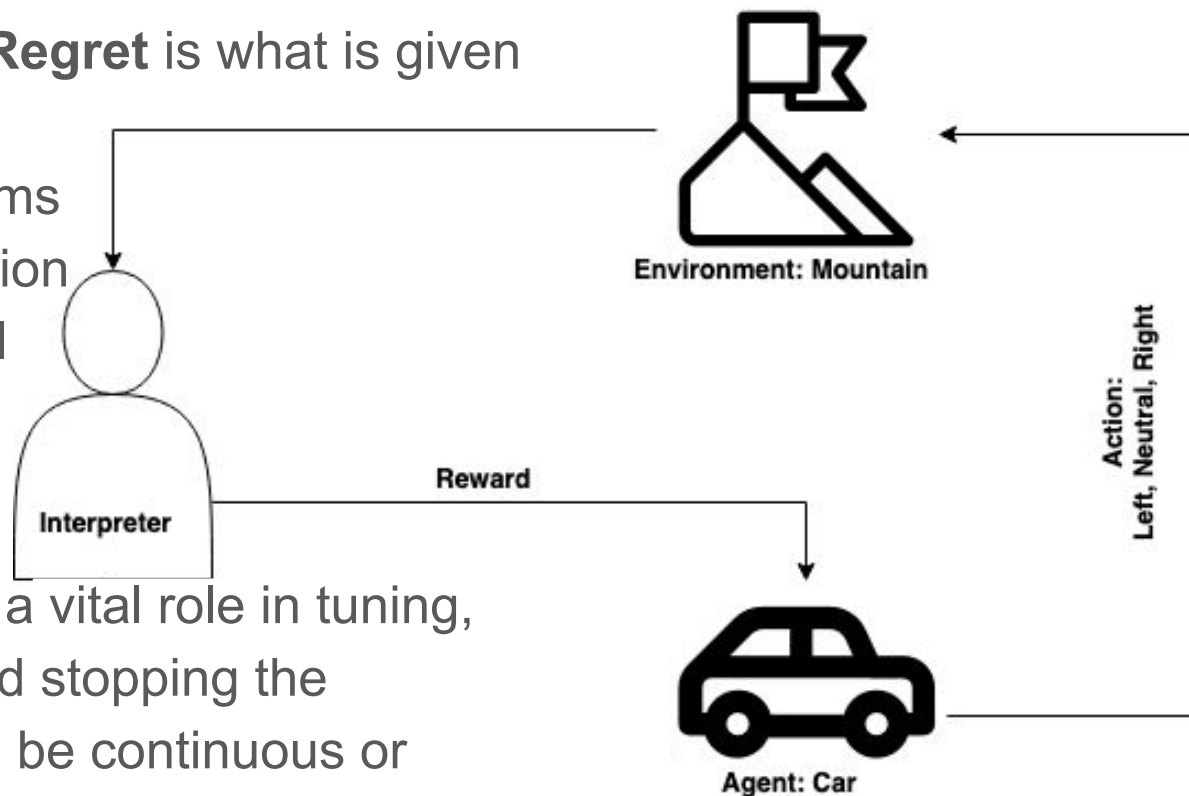 Regret is what is given
ms
ion
Environment: Mountain
Action:
Left, Neutral, Right
Reward
Interpreter
a vital role in tuning,
d stopping the
be continuous or
Agent: Car